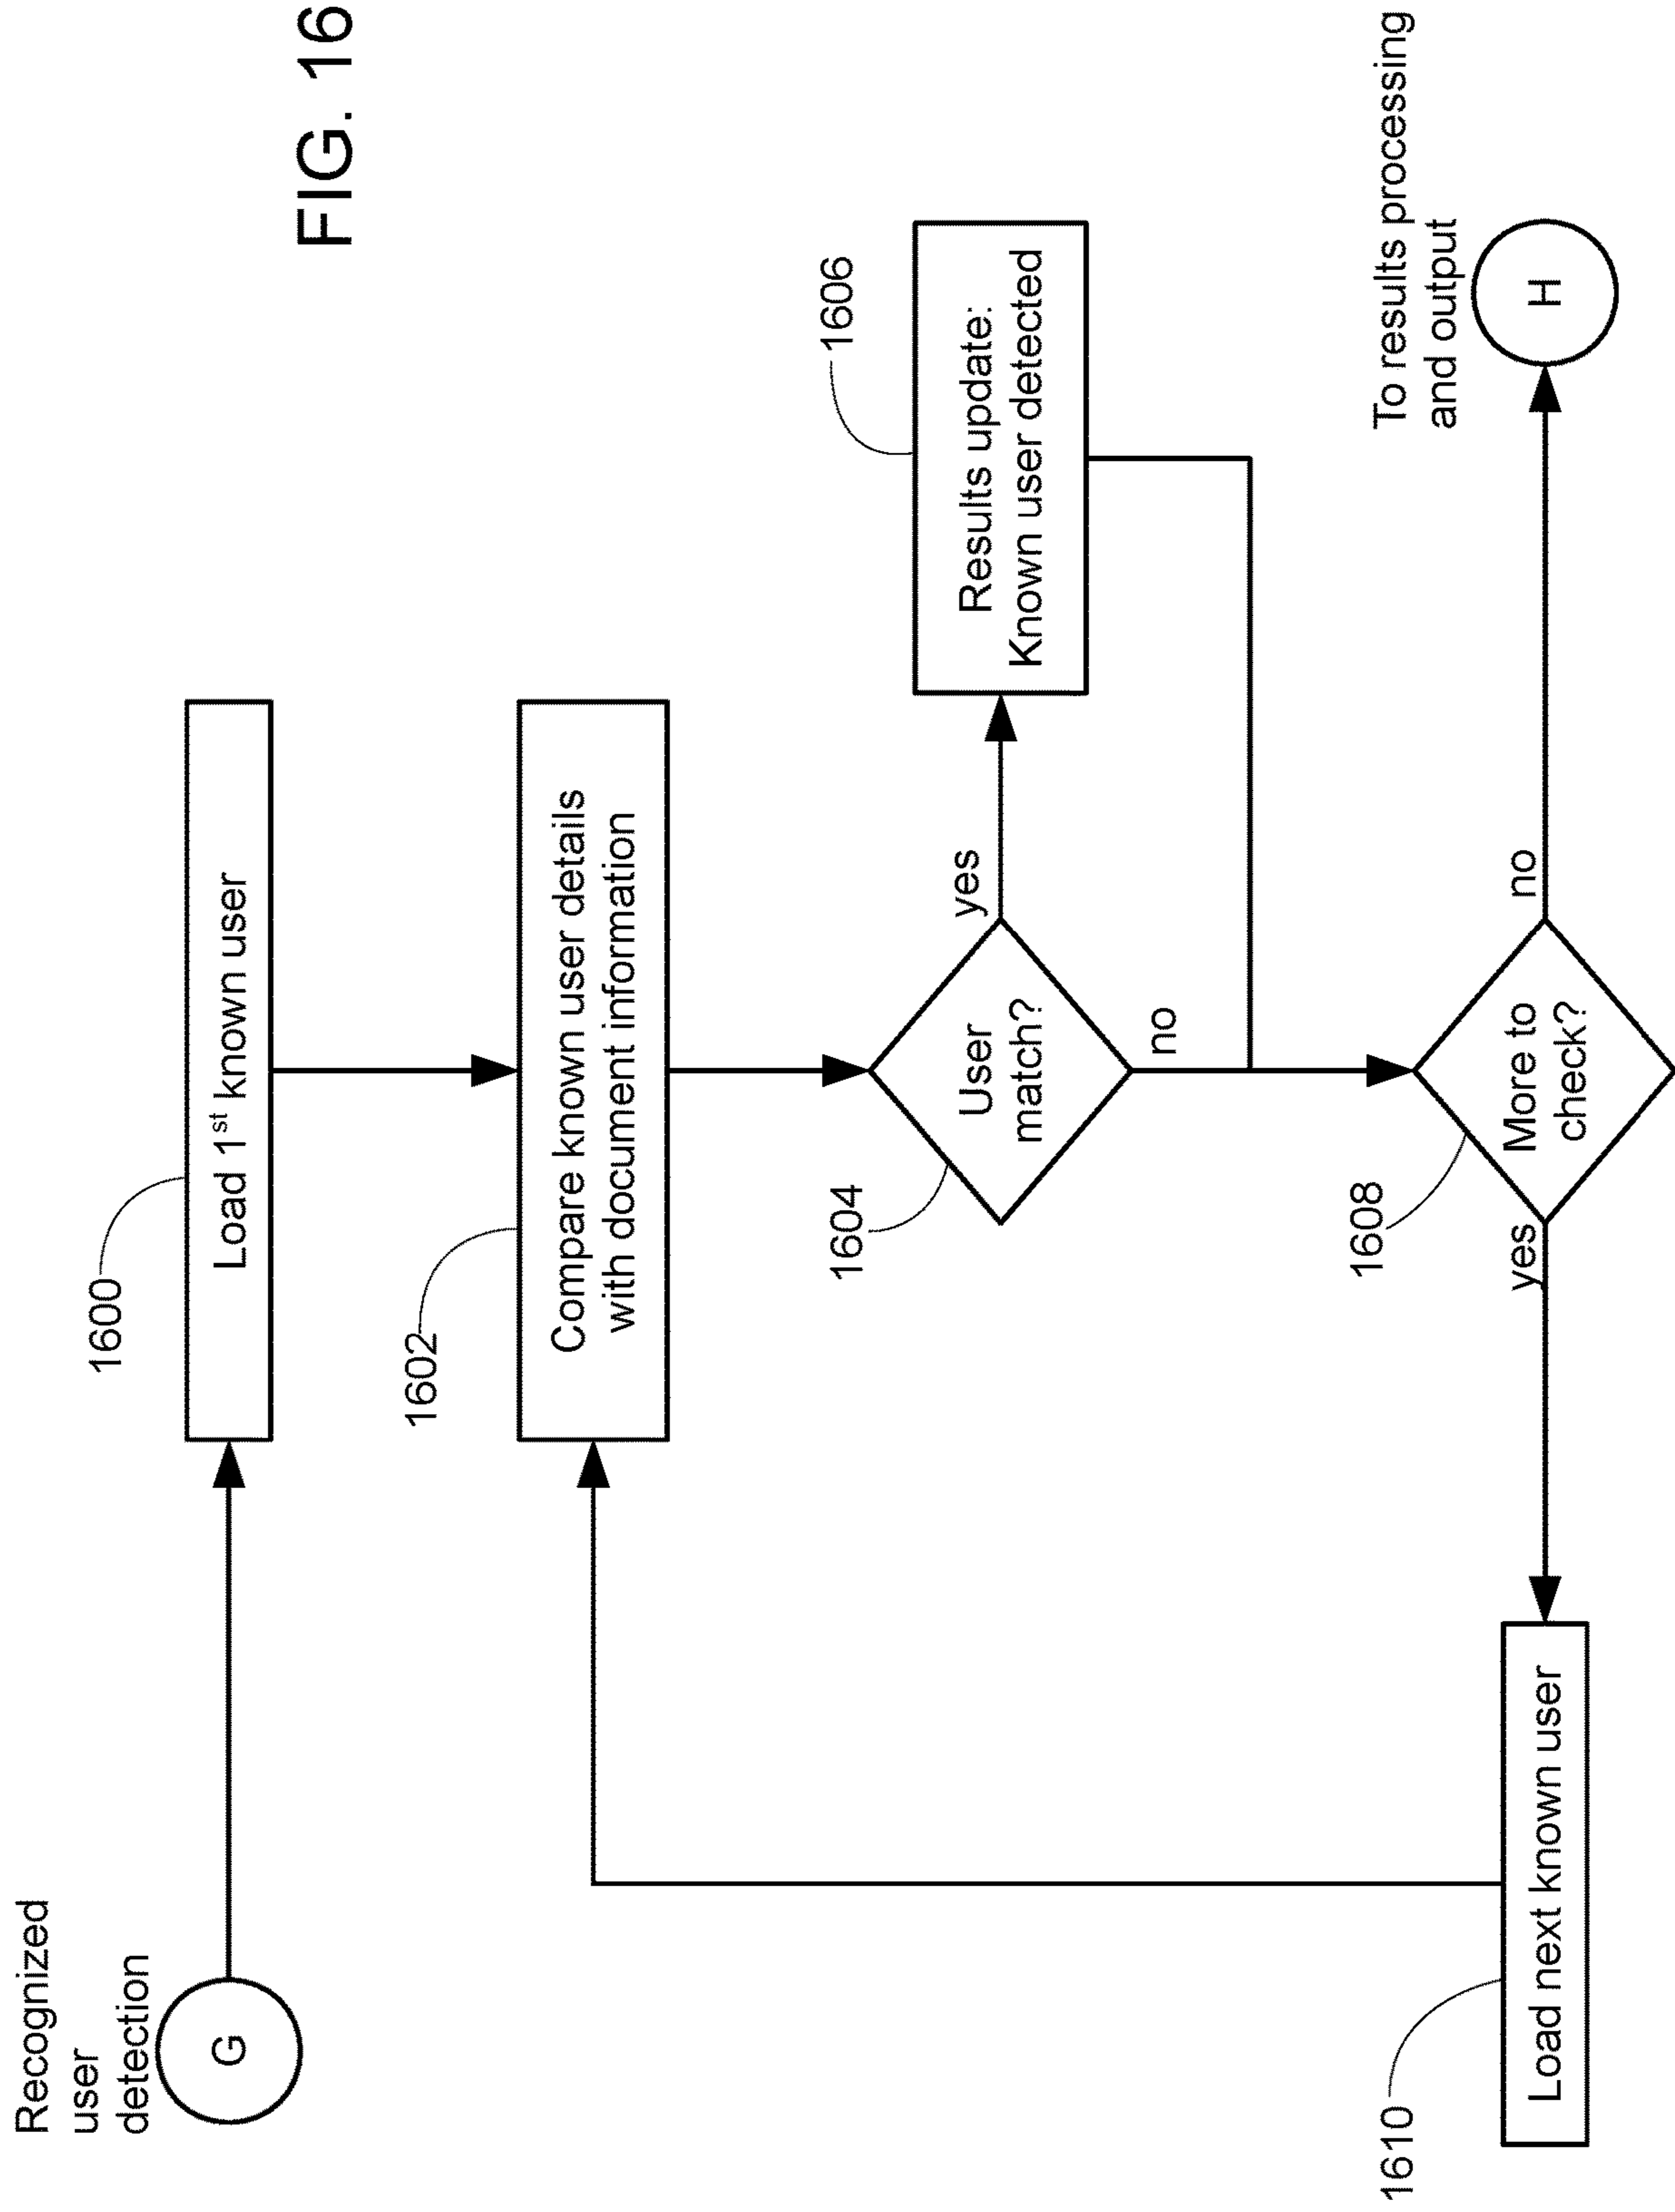 FIG. 16
Recognized
user
detection
G
1600
Load 1st known user
1602
Compare known user details
with document information
1604
User
match?
yes
no
1606
Results update:
Known user detected
1608
More to
check?
yes
no
1610
Load next known user
To results processing
and output
H